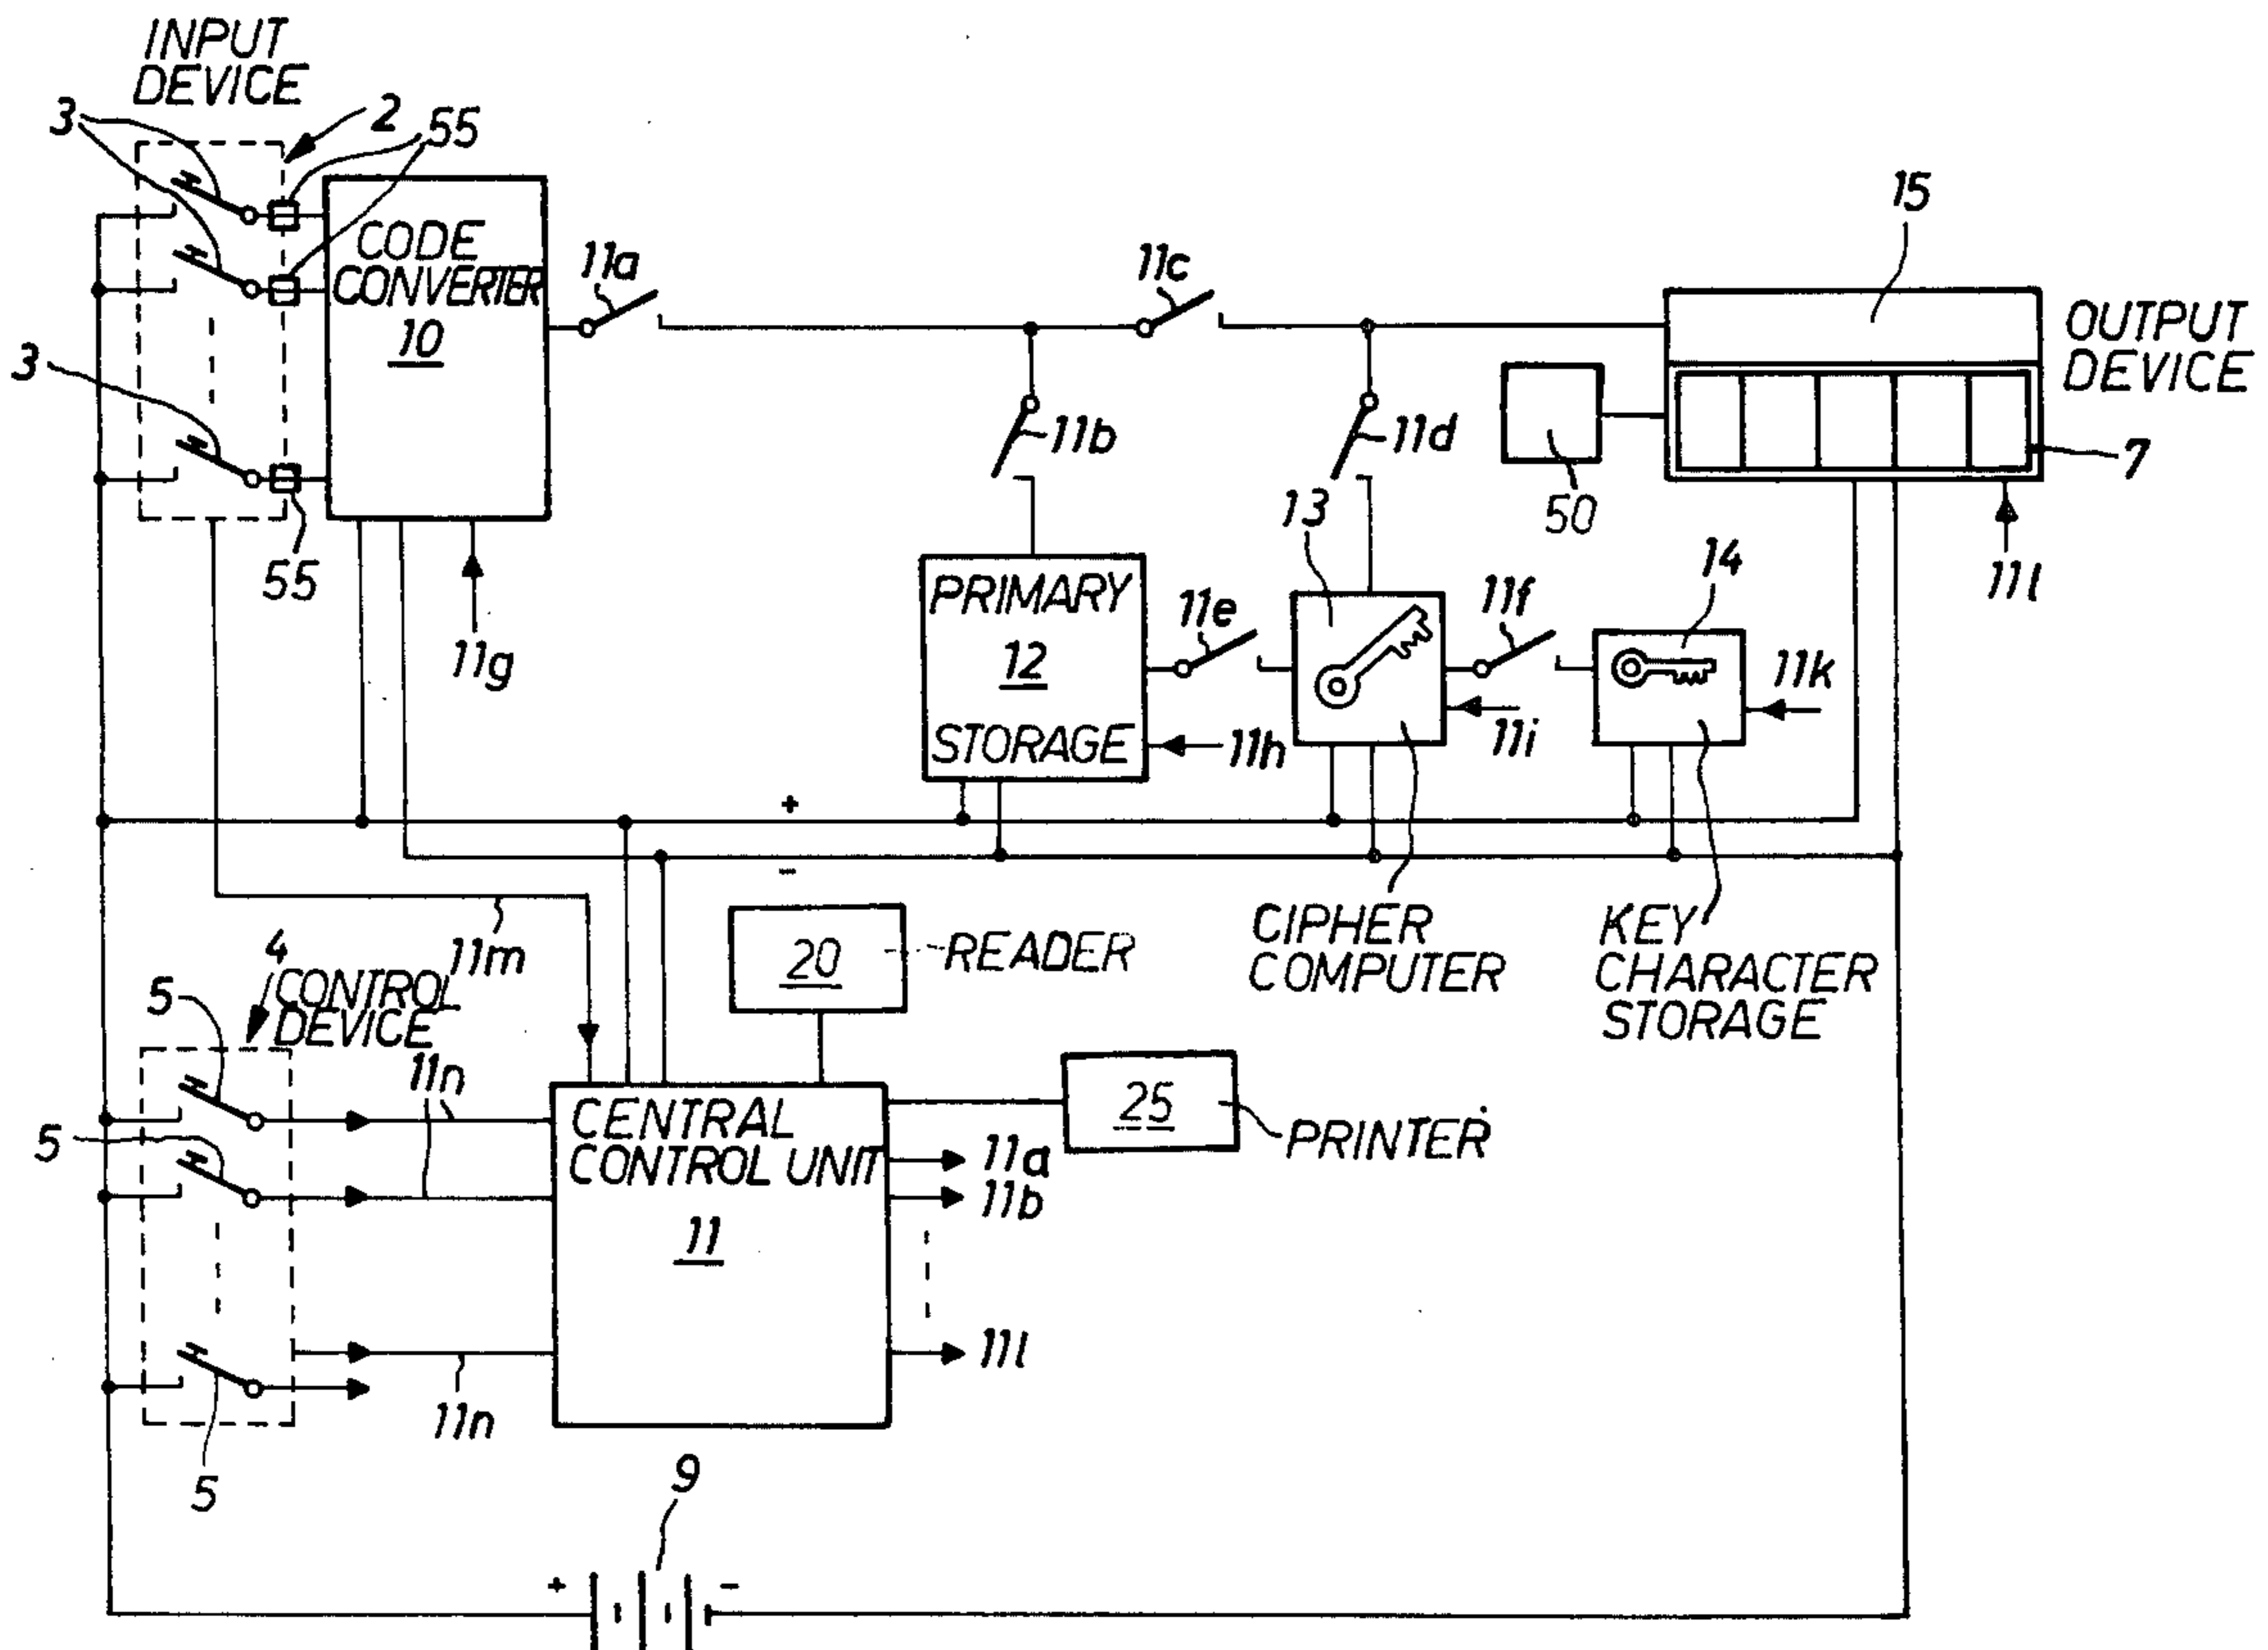 INPUT
DEVICE
3
2
55
15
CODE
CONVERTER
10
11a
11c
OUTPUT
DEVICE
3
11b
11d
7
50
13
55
11g
PRIMARY
12
STORAGE
11e
11f
14
11l
11k
11h
11i
+
-
11m
20
READER
CIPHER
COMPUTER
KEY
CHARACTER
STORAGE
4
CONTROL
DEVICE
5
11n
5
CENTRAL
CONTROL UNIT
11
25
PRINTER
11a
11b
11l
11n
5
9
+
-